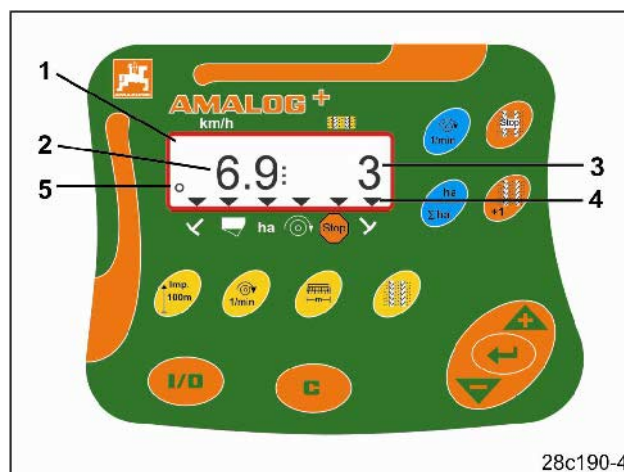 AMALOG+
km/h
1
2
5
6.9
3
3
4
ha
Stop
1/min
Stop
ha
Σha
+1
Imp.
100m
1/min
m
I/O
C
28c190-4